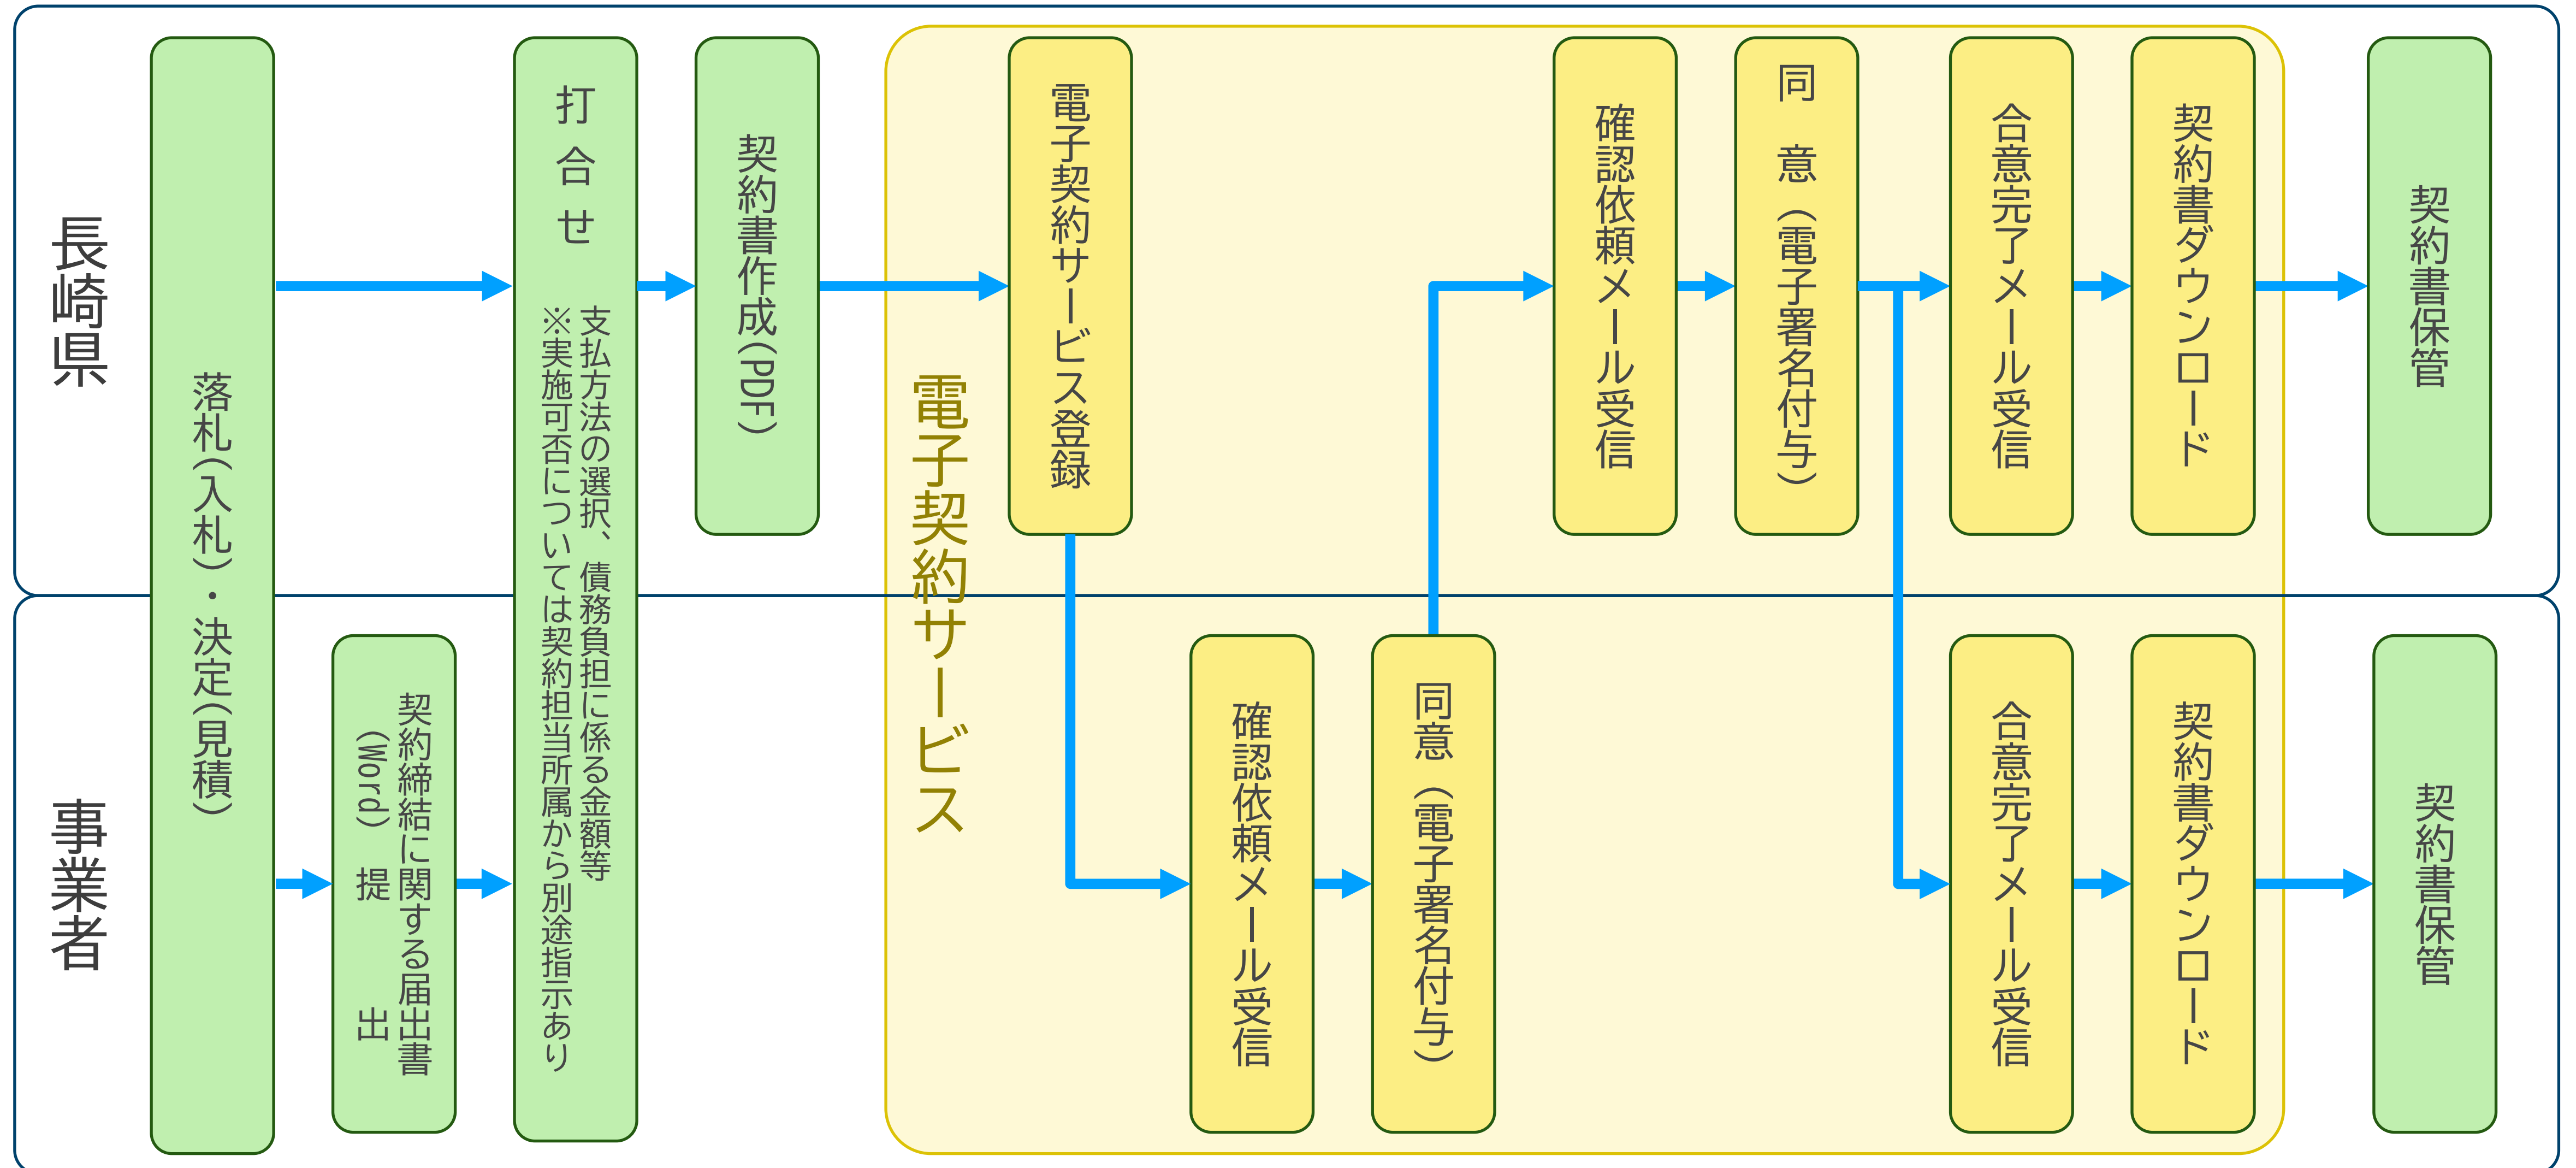 長崎県
事業者
落札(入札)・決定(見積)
契約締結に関する届出書
(Word) 提 出
打 合 せ
支払方法の選択、債務負担に係る金額等
※実施可否については契約担当所属から別途指示あり
契約書作成(PDF)
電子契約サービス
電子契約サービス登録
確認依頼メール受信
同意(電子署名付与)
確認依頼メール受信
同 意(電子署名付与)
合意完了メール受信
契約書ダウンロード
契約書保管
合意完了メール受信
契約書ダウンロード
契約書保管